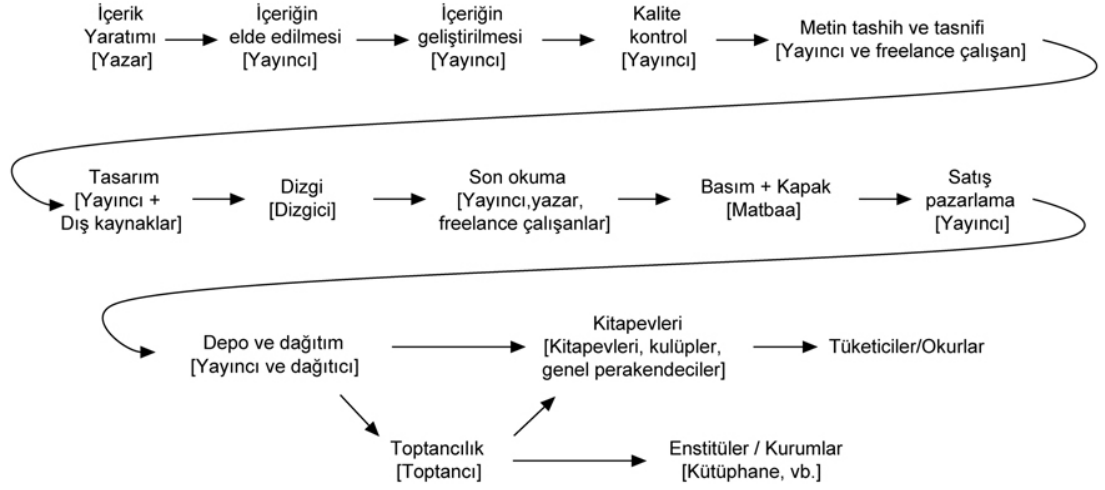 İçerik
Yaratımı
[Yazar]
İçeriğin
elde edilmesi
[Yayıncı]
İçeriğin
geliştirilmesi
[Yayıncı]
Kalite
kontrol
[Yayıncı]
Metin tashih ve tasnifi
[Yayıncı ve freelance çalışan]
Tasarım
[Yayıncı +
Dış kaynaklar]
Dizgi
[Dizgici]
Son okuma
[Yayıncı,yazar,
freelance çalışanlar]
Basım + Kapak
[Matbaa]
Satış
pazarlama
[Yayıncı]
Depo ve dağıtım
[Yayıncı ve dağıtıcı]
Kitapevleri
[Kitapevleri, kulüpler,
genel perakendeciler]
Tüketiciler/Okurlar
Toptancılık
[Toptancı]
Enstitüler / Kurumlar
[Kütüphane, vb.]